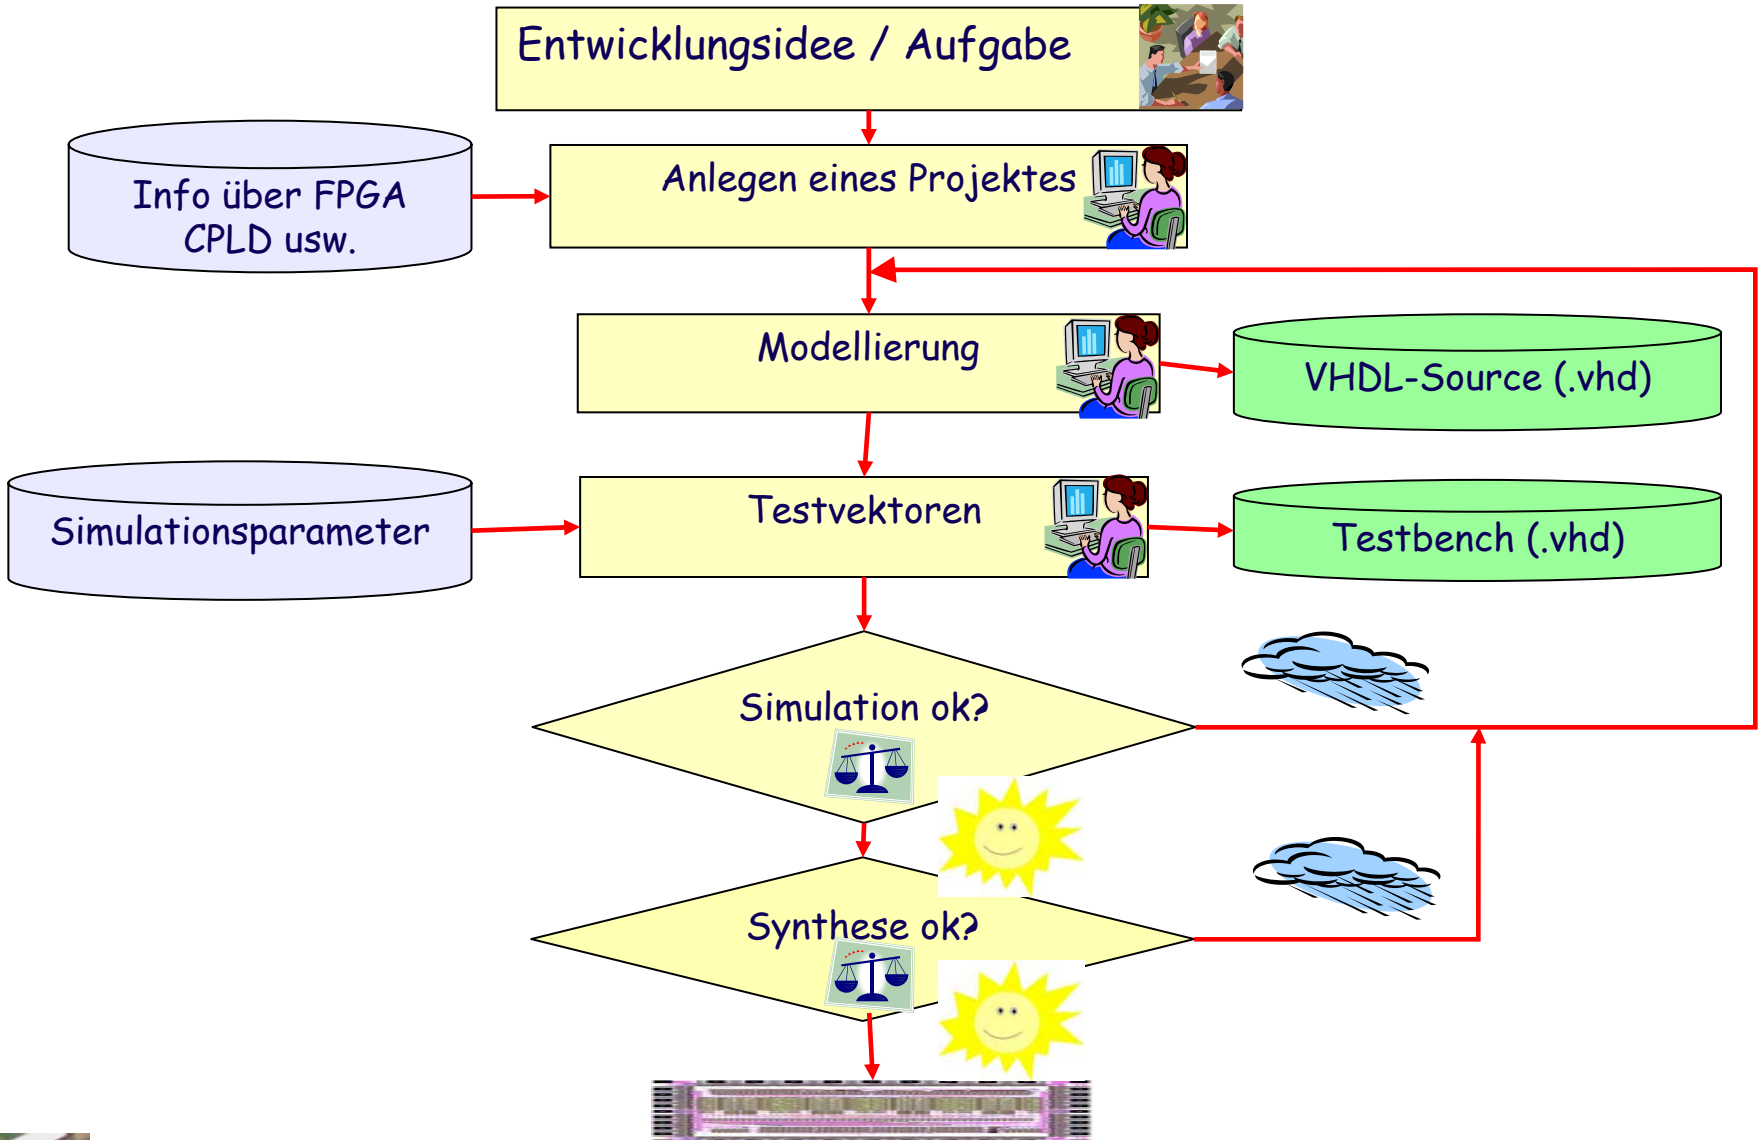 Entwicklungsidee / Aufgabe
Anlegen eines Projektes
Info über FPGA
CPLD usw.
Modellierung
VHDL-Source (.vhd)
Testvektoren
Simulationsparameter
Testbench (.vhd)
Simulation ok?
Synthese ok?